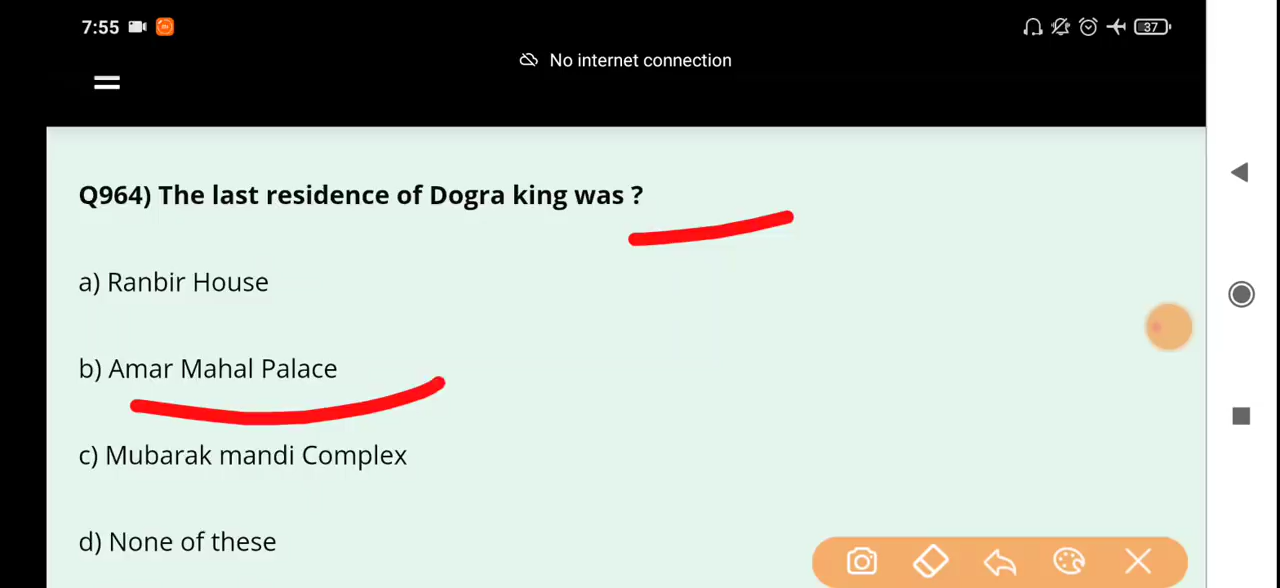 7:55
37
No internet connection
Q964) The last residence of Dogra king was ?
a) Ranbir House
b) Amar Mahal Palace
c) Mubarak mandi Complex
d) None of these